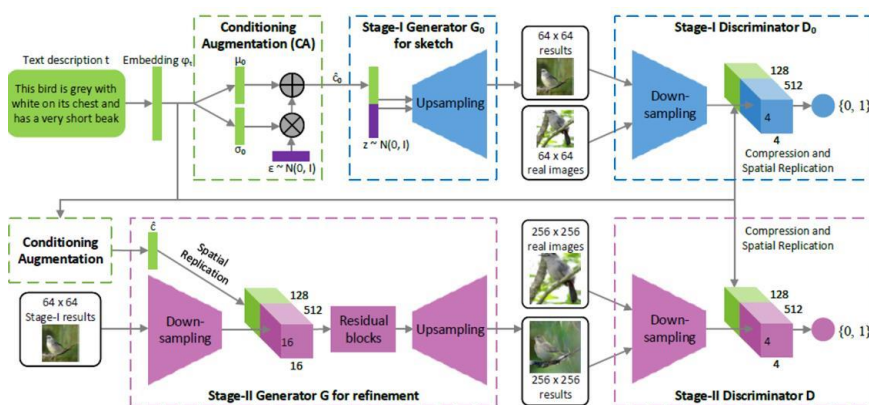 Text description t
This bird is grey with
white on its chest and
has a very short beak
Embedding φt
Conditioning
Augmentation (CA)
μ0
σ0
ε ~ N(0, I)
ĉ0
Stage-I Generator G0
for sketch
Upsampling
z ~ N(0, I)
64 x 64
results
64 x 64
real images
Stage-I Discriminator D0
Down-
sampling
128
512
4
4
{0, 1}
Compression and
Spatial Replication
Conditioning
Augmentation
64 x 64
Stage-I results
ĉ
Spatial
Replication
Down-
sampling
128
512
16
16
Residual
blocks
Upsampling
Stage-II Generator G for refinement
256 x 256
real images
256 x 256
results
Compression and
Spatial Replication
Down-
sampling
128
512
4
4
{0, 1}
Stage-II Discriminator D